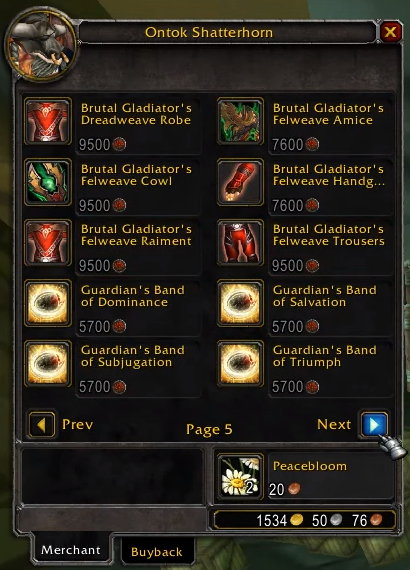 Ontok Shatterhorn
Brutal Gladiator's
Dreadweave Robe
9500
Brutal Gladiator's
Felweave Amice
7600
Brutal Gladiator's
Felweave Cowl
9500
Brutal Gladiator's
Felweave Handg...
7600
Brutal Gladiator's
Felweave Raiment
9500
Brutal Gladiator's
Felweave Trousers
9500
Guardian's Band
of Dominance
5700
Guardian's Band
of Salvation
5700
Guardian's Band
of Subjugation
5700
Guardian's Band
of Triumph
5700
Prev
Page 5
Next
2
Peacebloom
20
1534 50 76
Merchant
Buyback